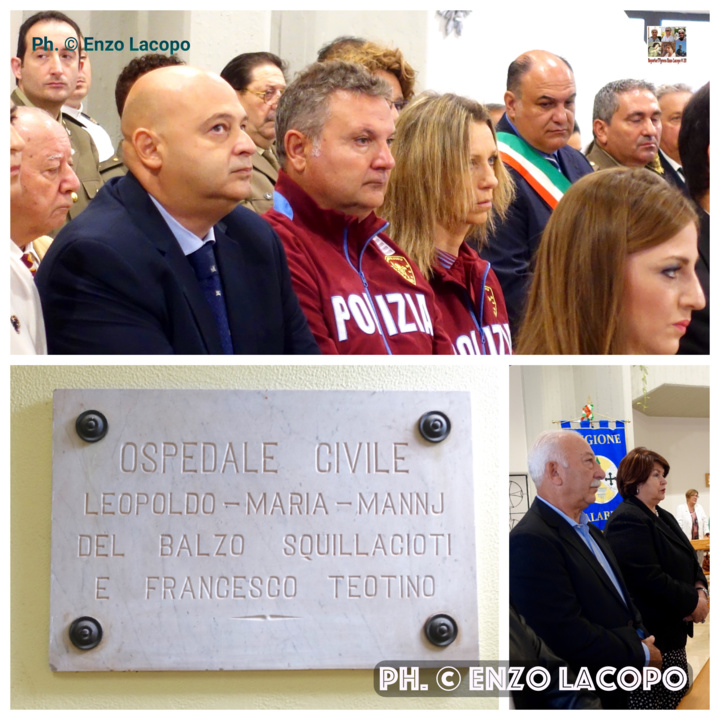 Ph. © Enzo Lacopo
POLIZIA
POLIZIA
OSPEDALE CIVILE
LEOPOLDO - MARIA - MANNJ
DEL BALZO SQUILLACIOTI
E FRANCESCO TEOTINO
REGIONE
CALABRIA
PH. © ENZO LACOPO